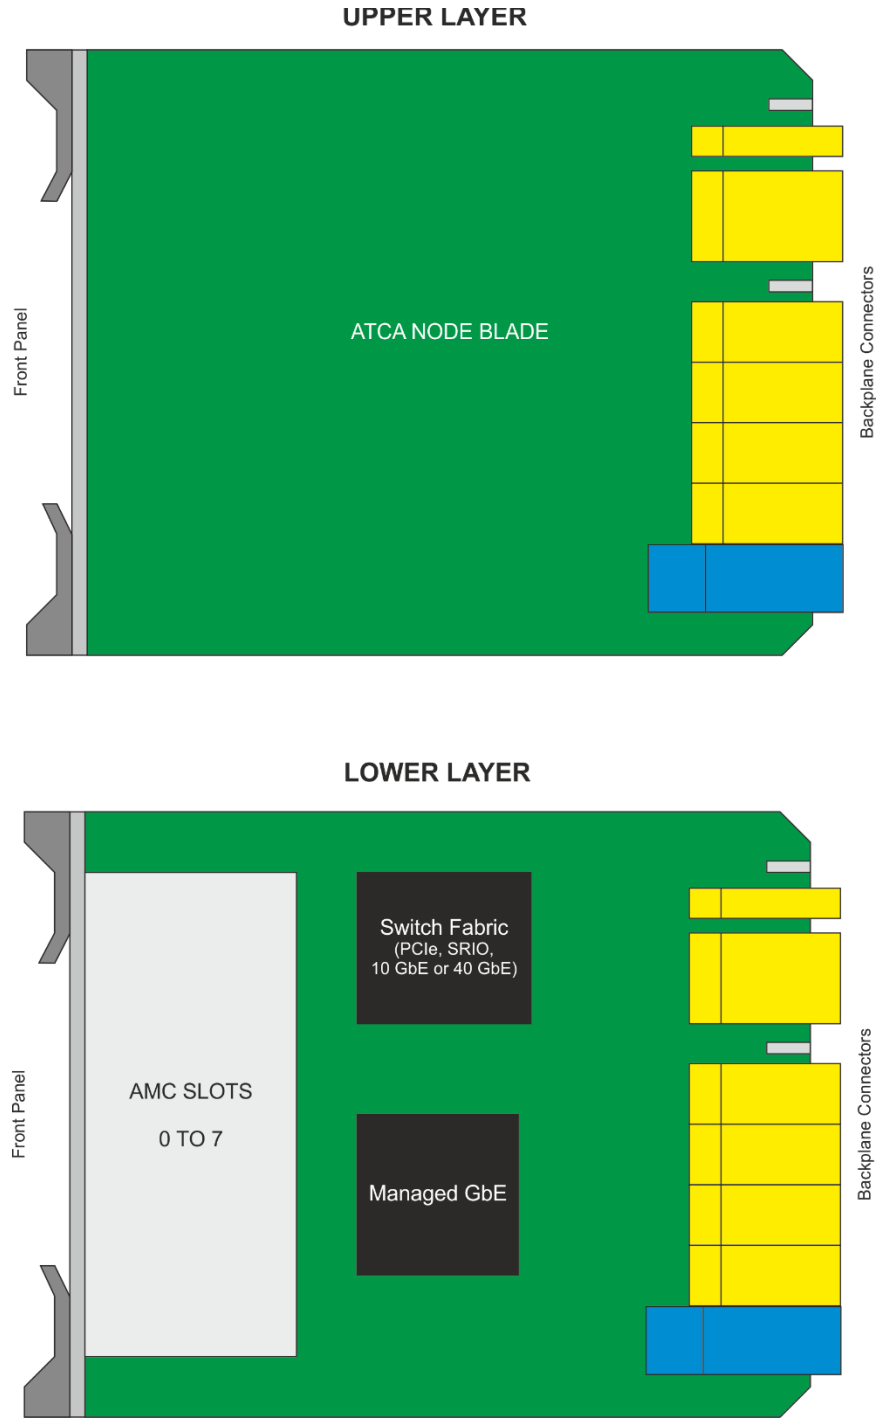 UPPER LAYER
Front Panel
ATCA NODE BLADE
Backplane Connectors
LOWER LAYER
Front Panel
AMC SLOTS
0 TO 7
Switch Fabric
(PCIe, SRIO,
10 GbE or 40 GbE)
Managed GbE
Backplane Connectors